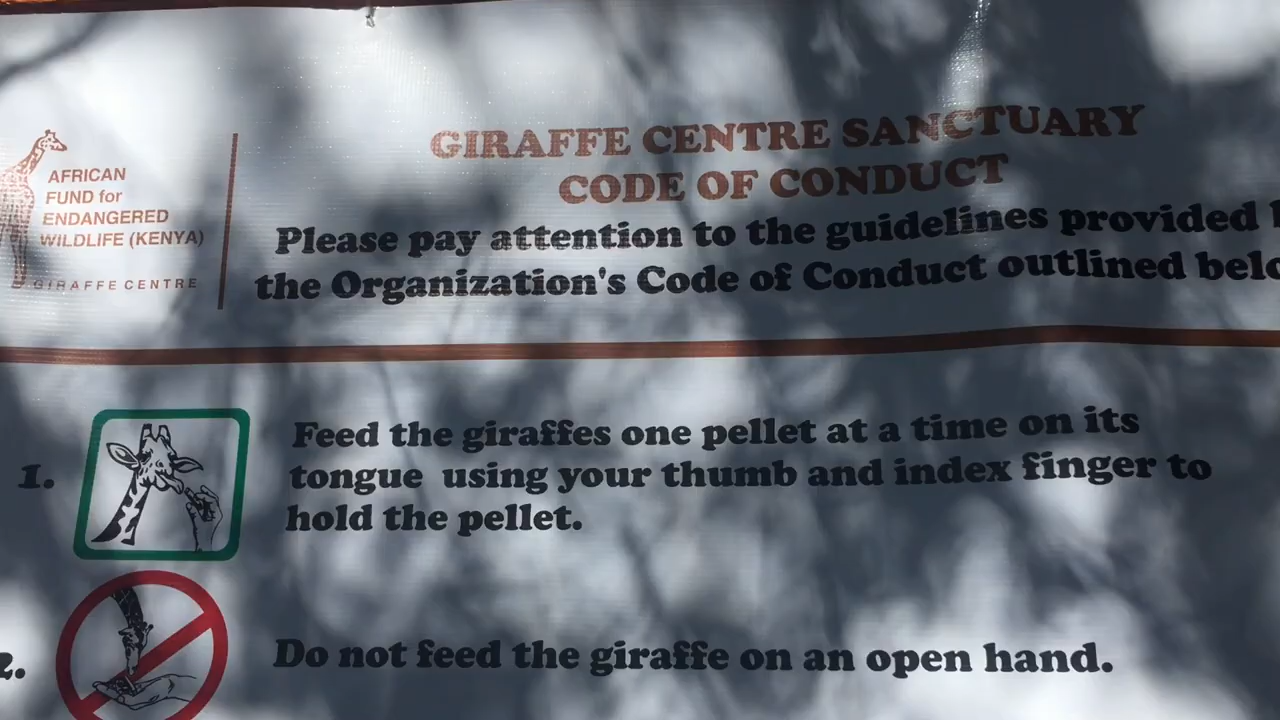 AFRICAN
FUND for
ENDANGERED
WILDLIFE (KENYA)
GIRAFFE CENTRE
GIRAFFE CENTRE SANCTUARY
CODE OF CONDUCT
Please pay attention to the guidelines provided
the Organization's Code of Conduct outlined
1.
Feed the giraffes one pellet at a time on its
tongue using your thumb and index finger to
hold the pellet.
2.
Do not feed the giraffe on an open hand.